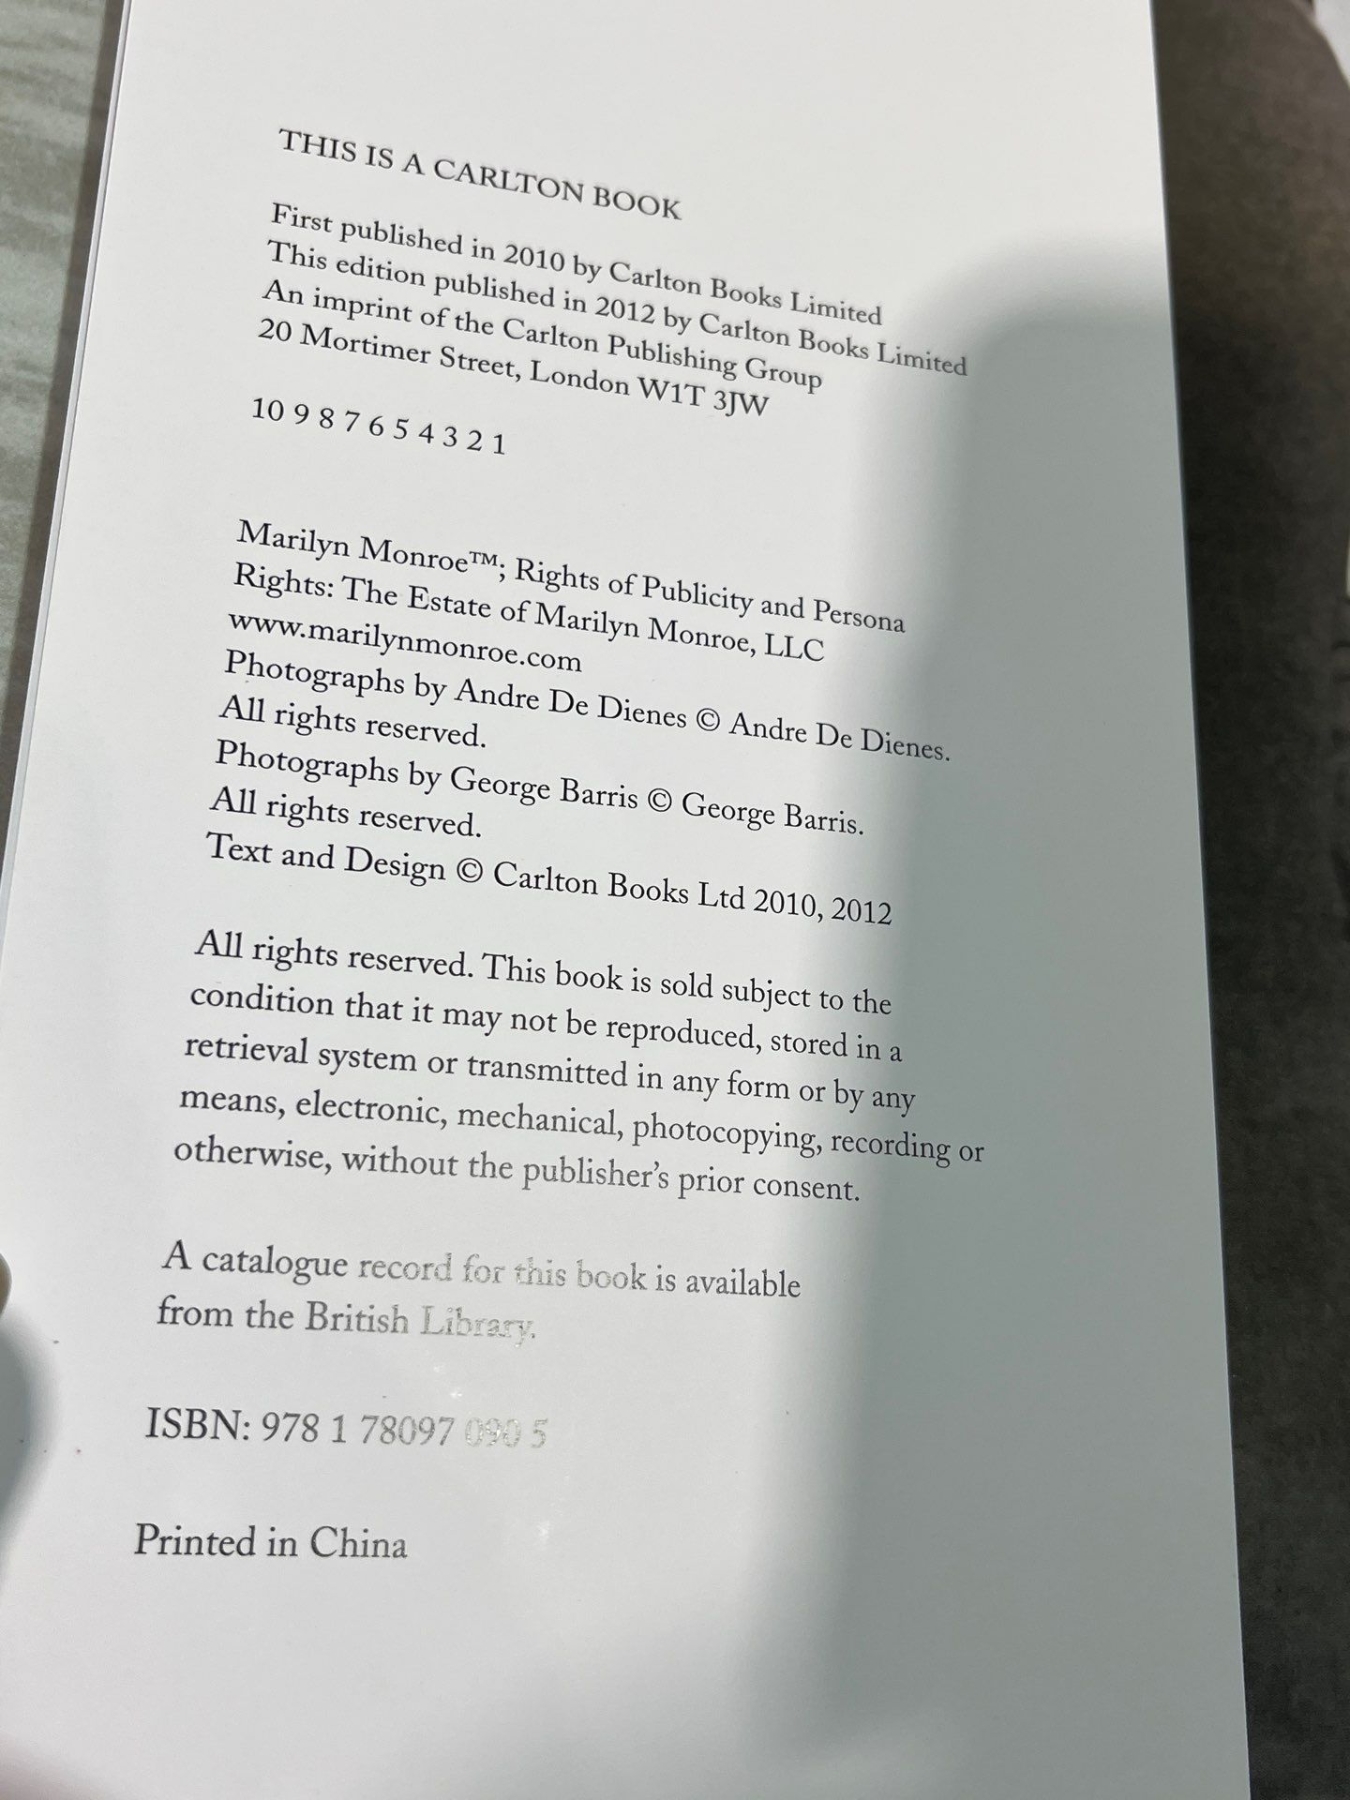 THIS IS A CARLTON BOOK
First published in 2010 by Carlton Books Limited
This edition published in 2012 by Carlton Books Limited
An imprint of the Carlton Publishing Group
20 Mortimer Street, London W1T 3JW
10 9 8 7 6 5 4 3 2 1
Marilyn Monroe™; Rights of Publicity and Persona
Rights: The Estate of Marilyn Monroe, LLC
www.marilynmonroe.com
Photographs by Andre De Dienes © Andre De Dienes.
All rights reserved.
Photographs by George Barris © George Barris.
All rights reserved.
Text and Design © Carlton Books Ltd 2010, 2012
All rights reserved. This book is sold subject to the
condition that it may not be reproduced, stored in a
retrieval system or transmitted in any form or by any
means, electronic, mechanical, photocopying, recording or
otherwise, without the publisher’s prior consent.
A catalogue record for this book is available
from the British Library.
ISBN: 978 1 78097 090 5
Printed in China